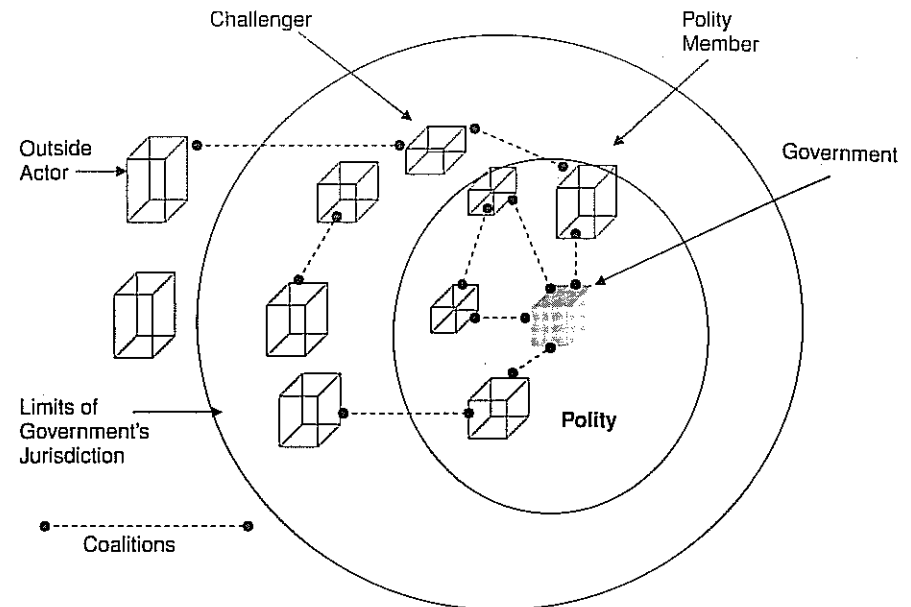 Challenger
Polity
Member
Outside
Actor
Government
Limits of
Government's
Jurisdiction
Polity
Coalitions